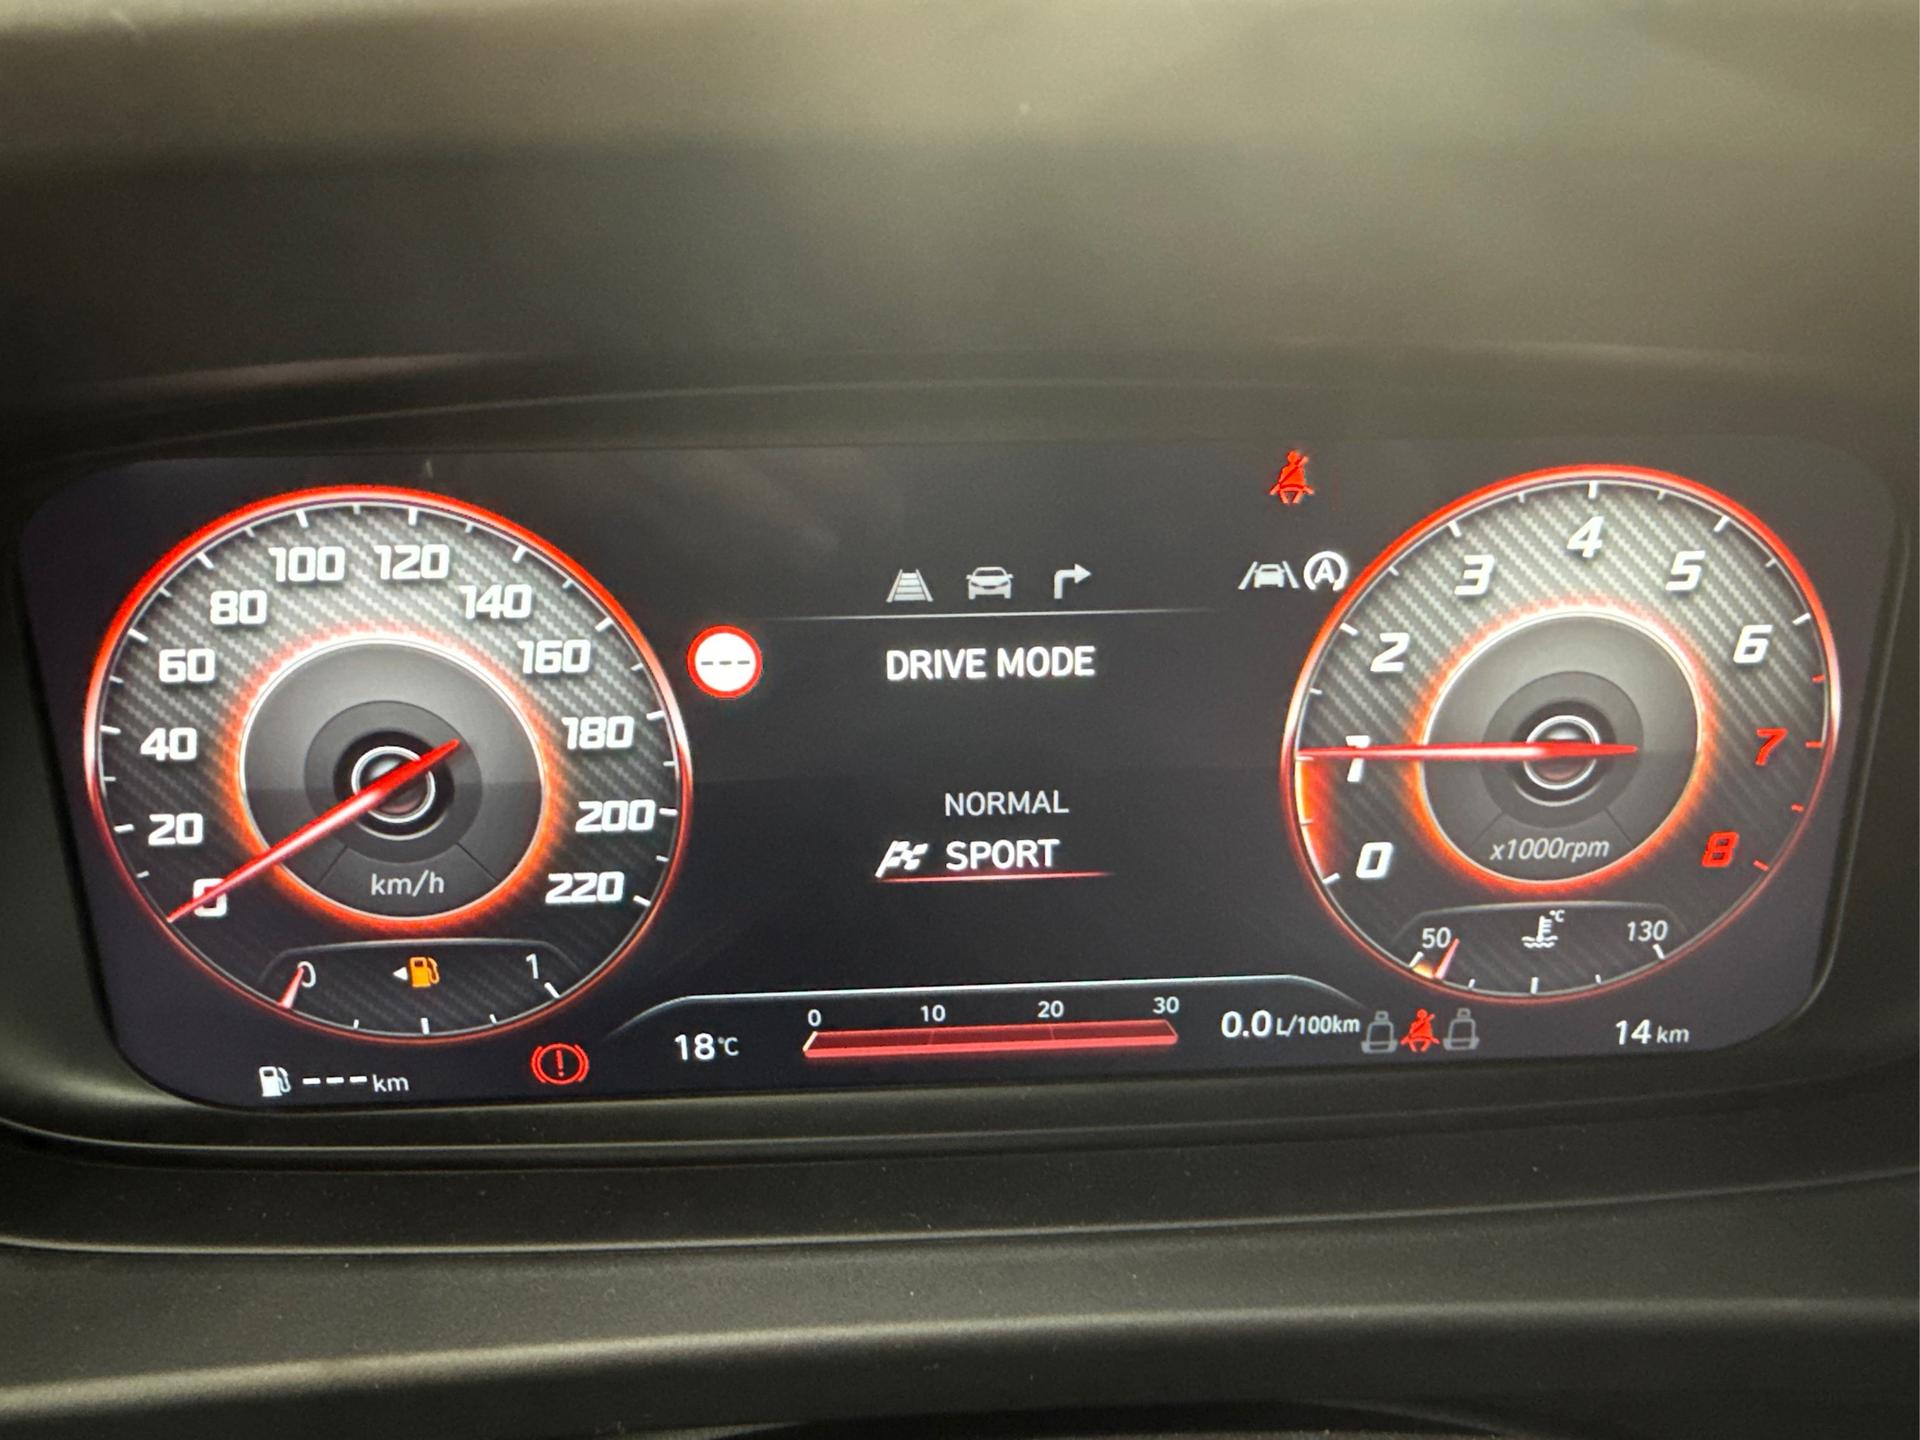 100 120
80 140
60 160
40 180
20 200
0 220
km/h
0 1
--- km
---
DRIVE MODE
NORMAL
SPORT
A
0 10 20 30
18°C
0.0 L/100km
3 4 5
2 6
1 7
0 8
x1000rpm
50 °C 130
14 km